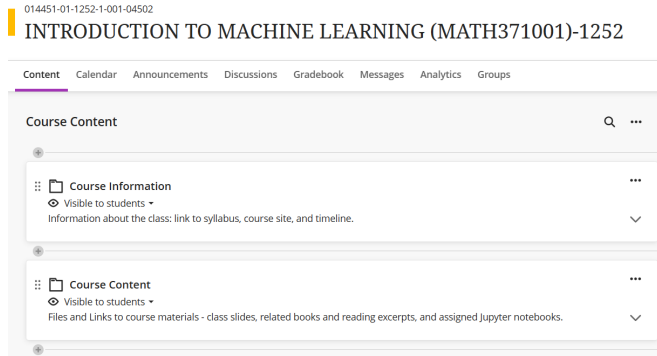 014451-01-1252-1-001-04502
INTRODUCTION TO MACHINE LEARNING (MATH371001)-1252
Content Calendar Announcements Discussions Gradebook Messages Analytics Groups
Course Content
Course Information
Visible to students
Information about the class: link to syllabus, course site, and timeline.
Course Content
Visible to students
Files and Links to course materials - class slides, related books and reading excerpts, and assigned Jupyter notebooks.